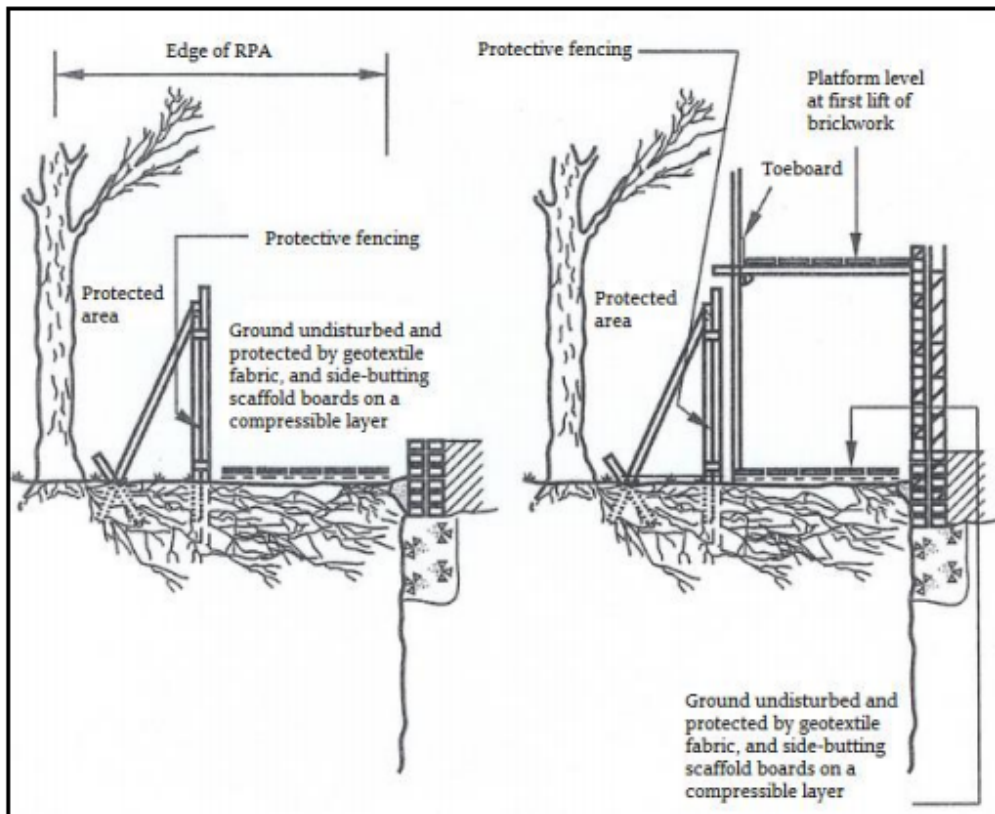 Edge of RPA
Protective fencing
Protected
area
Ground undisturbed and
protected by geotextile
fabric, and side-butting
scaffold boards on a
compressible layer
Protective fencing
Platform level
at first lift of
brickwork
Toeboard
Protected
area
Ground undisturbed and
protected by geotextile
fabric, and side-butting
scaffold boards on a
compressible layer